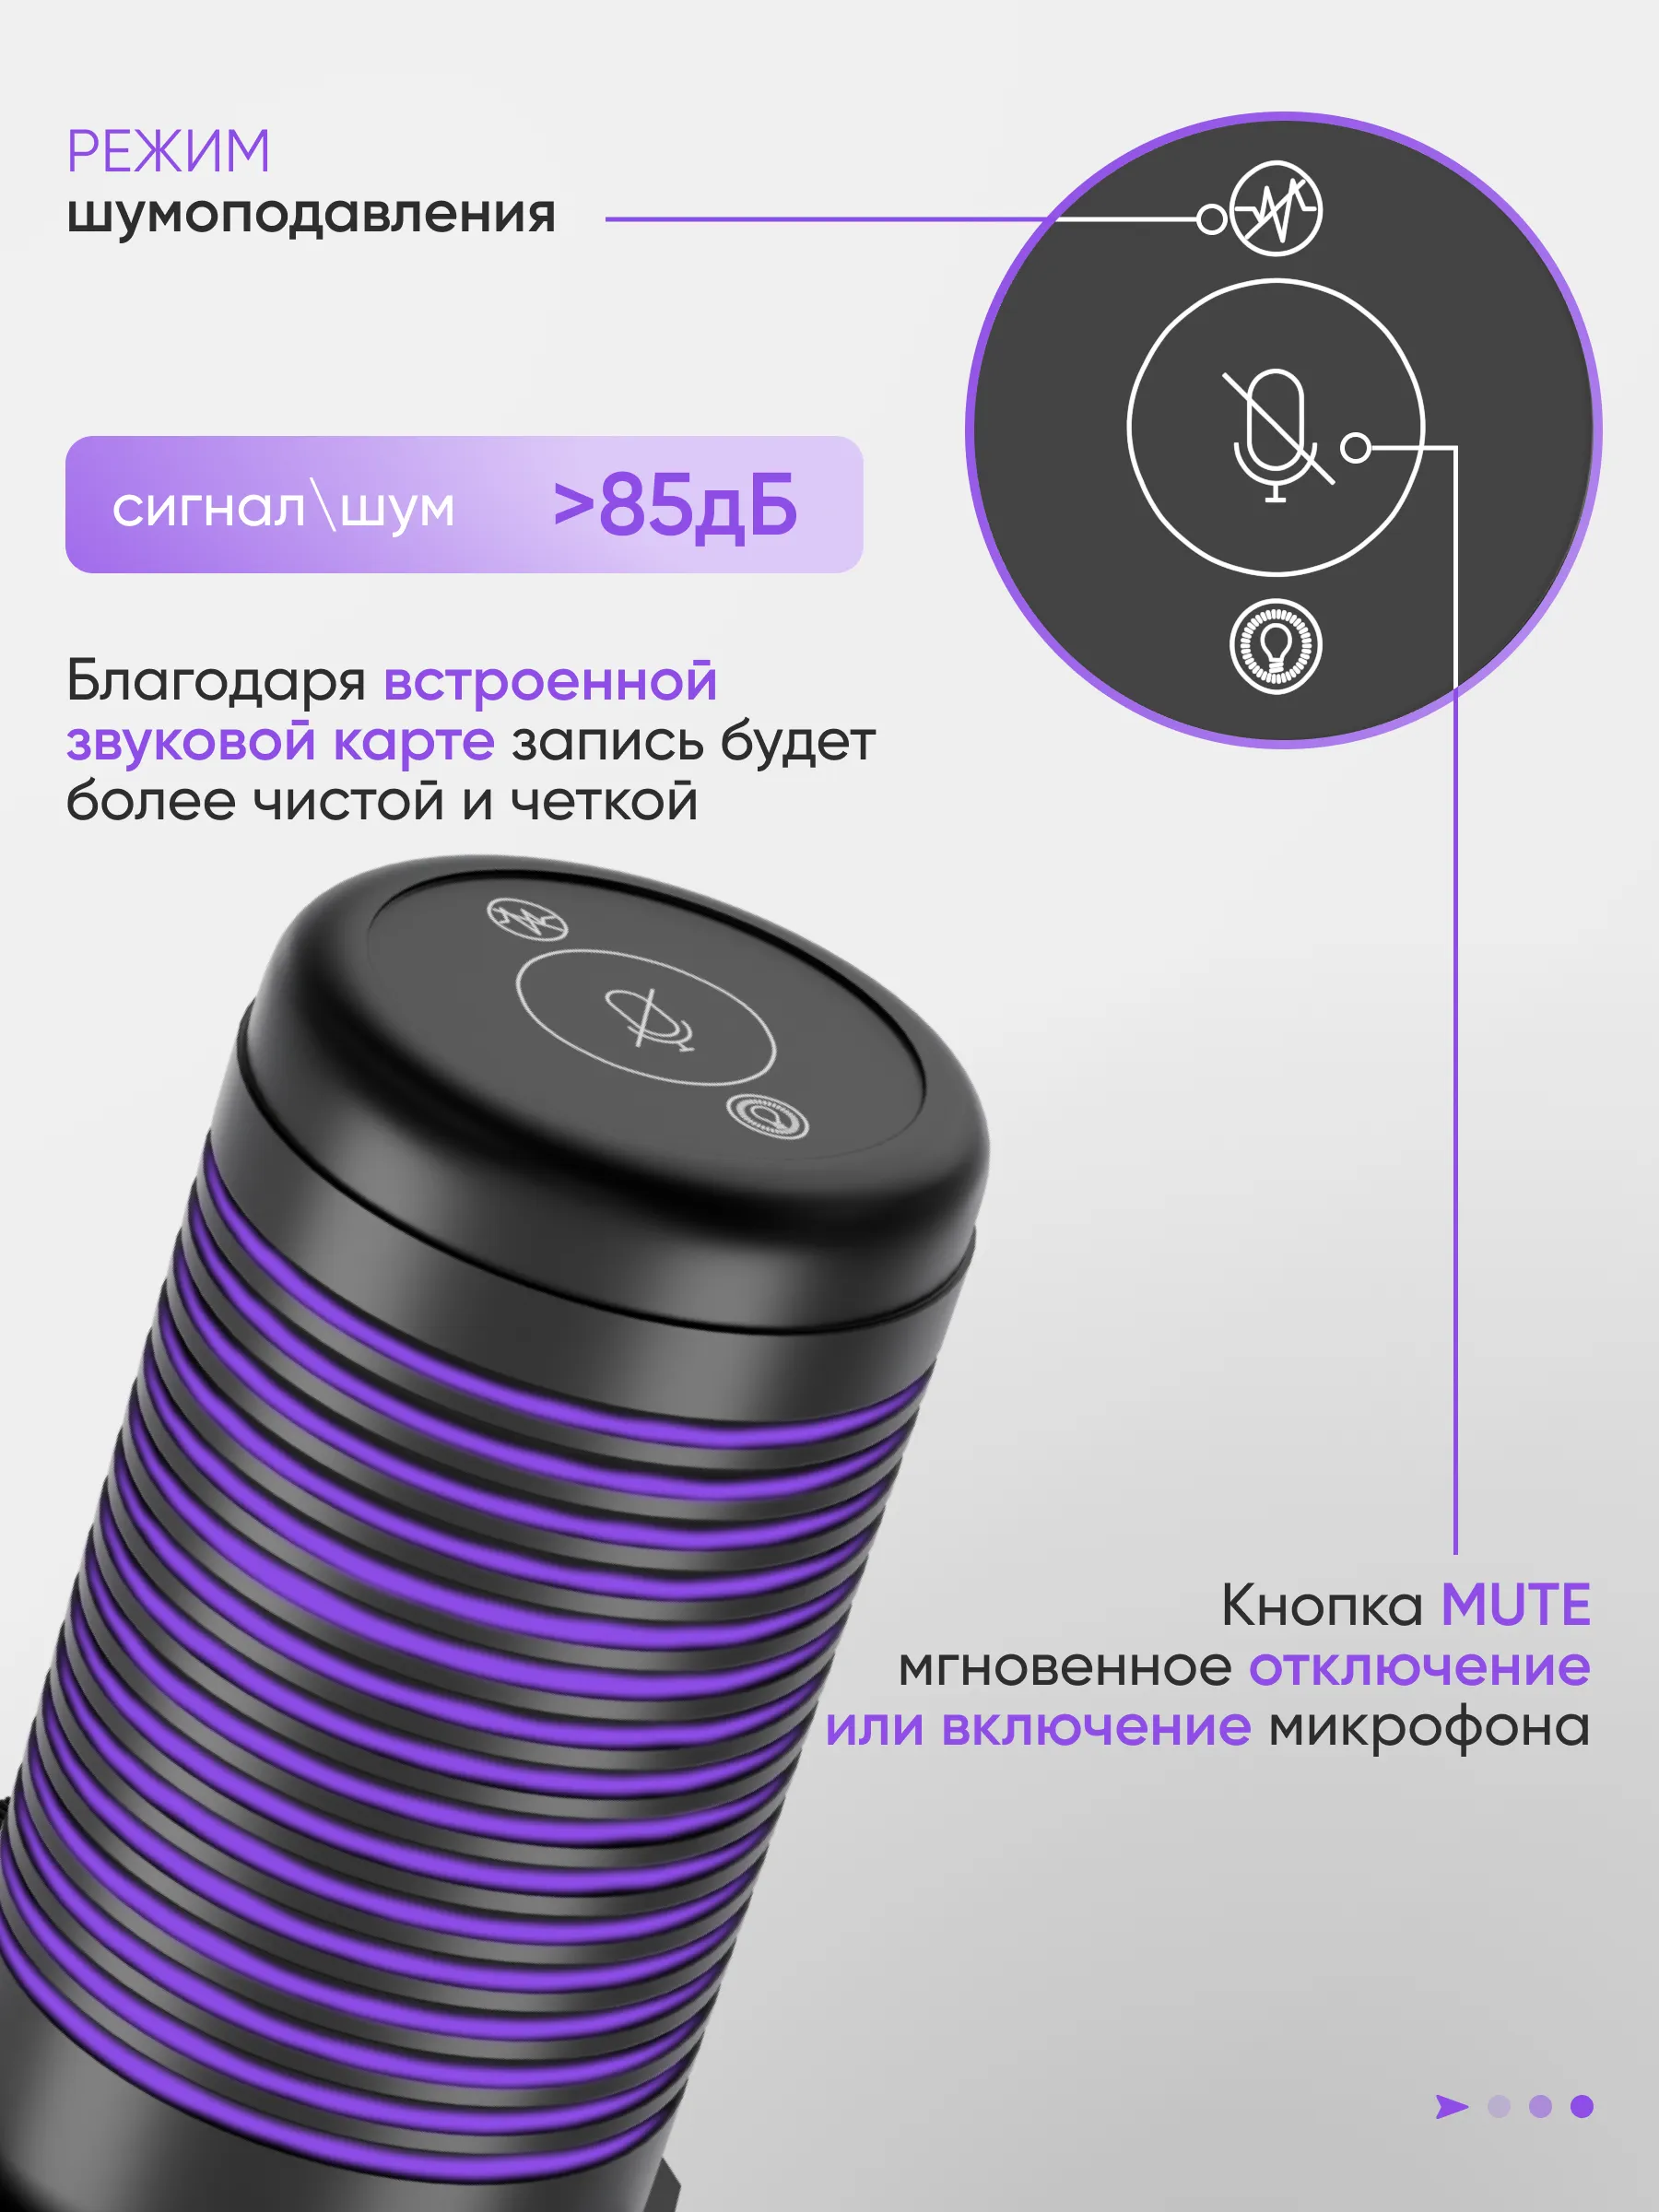 РЕЖИМ
шумоподавления
сигнал\шум >85дБ
Благодаря встроенной
звуковой карте запись будет
более чистой и четкой
Кнопка MUTE
мгновенное отключение
или включение микрофона